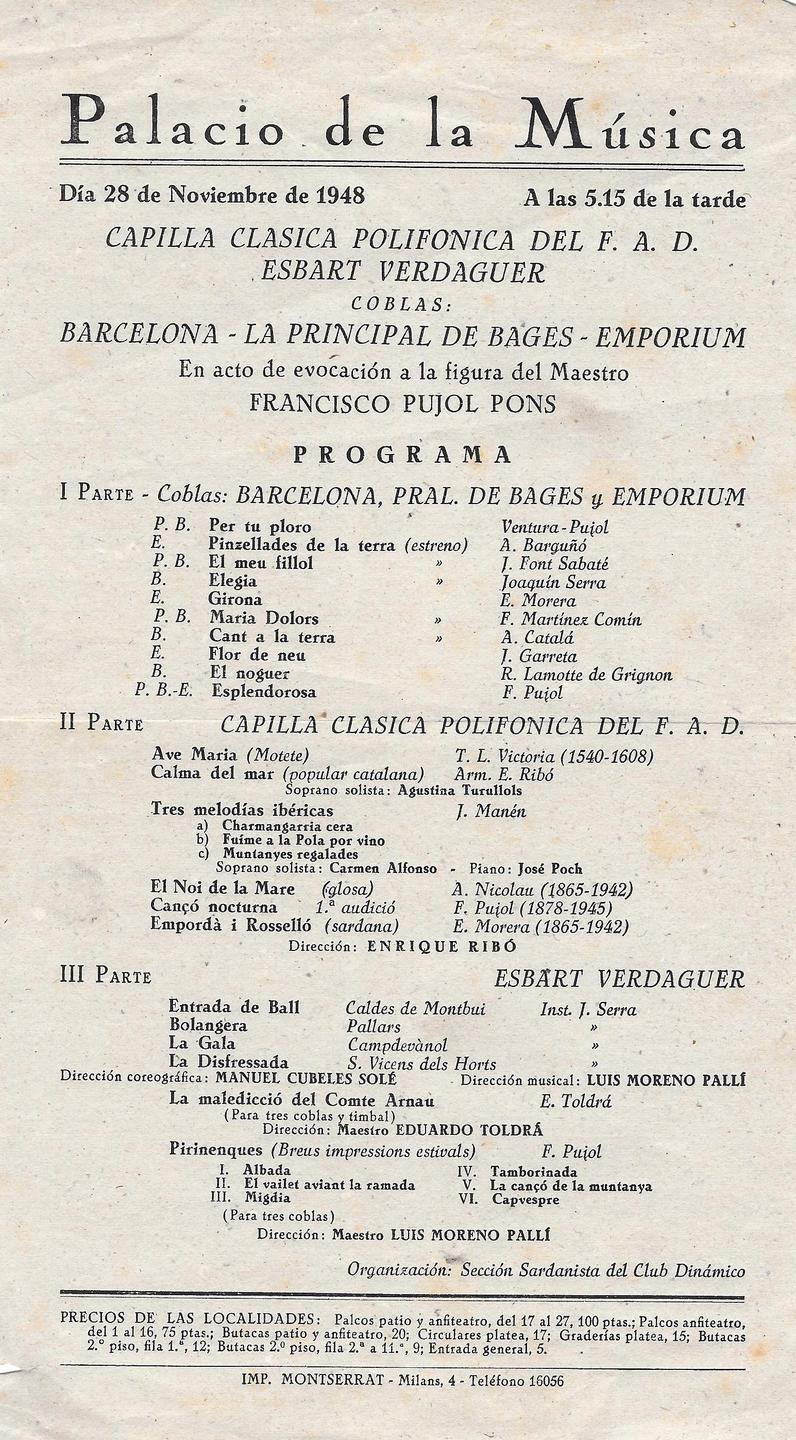 Palacio de la Música
Día 28 de Noviembre de 1948 A las 5.15 de la tarde
CAPILLA CLASICA POLIFONICA DEL F. A. D.
ESBART VERDAGUER
COBLAS:
BARCELONA - LA PRINCIPAL DE BAGES - EMPORIUM
En acto de evocación a la figura del Maestro
FRANCISCO PUJOL PONS
PROGRAMA
I PARTE - Coblas: BARCELONA, PRAL. DE BAGES y EMPORIUM
P. B. Per tu ploro Ventura-Pujol
E. Pinzellades de la terra (estreno) A. Barguñó
P. B. El meu fillol » J. Font Sabaté
B. Elegia » Joaquín Serra
E. Girona E. Morera
P. B. Maria Dolors » F. Martínez Comín
B. Cant a la terra » A. Catalá
E. Flor de neu J. Garreta
B. El noguer R. Lamotte de Grignon
P. B.-E. Esplendorosa F. Pujol
II PARTE CAPILLA CLASICA POLIFONICA DEL F. A. D.
Ave Maria (Motete) T. L. Victoria (1540-1608)
Calma del mar (popular catalana) Arm. E. Ribó
Soprano solista: Agustina Turullols
Tres melodías ibéricas J. Manén
a) Charmangarria cera
b) Fuíme a la Pola por vino
c) Muntanyes regalades
Soprano solista: Carmen Alfonso - Piano: José Poch
El Noi de la Mare (glosa) A. Nicolau (1865-1942)
Cançó nocturna 1.ª audició F. Pujol (1878-1945)
Empordà i Rosselló (sardana) E. Morera (1865-1942)
Dirección: ENRIQUE RIBÓ
III PARTE ESBART VERDAGUER
Entrada de Ball Caldes de Montbui Inst. J. Serra
Bolangera Pallars »
La Gala Campdevànol »
La Disfressada S. Vicens dels Horts »
Dirección coreográfica: MANUEL CUBELES SOLÉ - Dirección musical: LUIS MORENO PALLÍ
La maledicció del Comte Arnau E. Toldrá
(Para tres coblas y timbal)
Dirección: Maestro EDUARDO TOLDRÁ
Pirinenques (Breus impressions estivals) F. Pujol
I. Albada IV. Tamborinada
II. El vailet aviant la ramada V. La cançó de la muntanya
III. Migdia VI. Capvespre
(Para tres coblas)
Dirección: Maestro LUIS MORENO PALLÍ
Organización: Sección Sardanista del Club Dinámico
PRECIOS DE LAS LOCALIDADES: Palcos patio y anfiteatro, del 17 al 27, 100 ptas.; Palcos anfiteatro,
del 1 al 16, 75 ptas.; Butacas patio y anfiteatro, 20; Circulares platea, 17; Graderías platea, 15; Butacas
2.º piso, fila 1.ª, 12; Butacas 2.º piso, fila 2.ª a 11.ª, 9; Entrada general, 5.
IMP. MONTSERRAT - Milans, 4 - Teléfono 16056